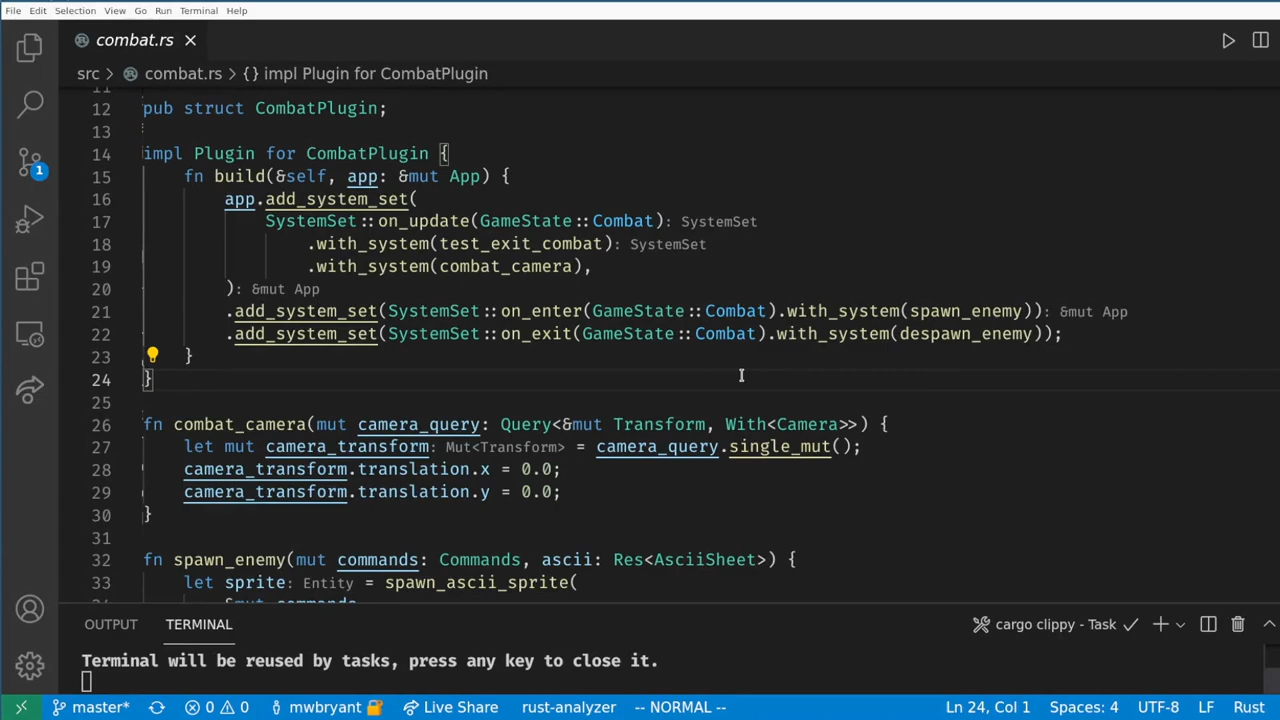 File Edit Selection View Go Run Terminal Help
combat.rs
src > combat.rs > {} impl Plugin for CombatPlugin
11
12 pub struct CombatPlugin;
13
14 impl Plugin for CombatPlugin {
15 fn build(&self, app: &mut App) {
16 app.add_system_set(
17 SystemSet::on_update(GameState::Combat): SystemSet
18 .with_system(test_exit_combat): SystemSet
19 .with_system(combat_camera),
20 ): &mut App
21 .add_system_set(SystemSet::on_enter(GameState::Combat).with_system(spawn_enemy)): &mut App
22 .add_system_set(SystemSet::on_exit(GameState::Combat).with_system(despawn_enemy));
23 }
24 }
25
26 fn combat_camera(mut camera_query: Query<&mut Transform, With<Camera>>) {
27 let mut camera_transform: Mut<Transform> = camera_query.single_mut();
28 camera_transform.translation.x = 0.0;
29 camera_transform.translation.y = 0.0;
30 }
31
32 fn spawn_enemy(mut commands: Commands, ascii: Res<AsciiSheet>) {
33 let sprite: Entity = spawn_ascii_sprite(
34 &mut commands
OUTPUT TERMINAL
cargo clippy - Task
Terminal will be reused by tasks, press any key to close it.
1
master* 0 0 mwbryant Live Share rust-analyzer -- NORMAL -- Ln 24, Col 1 Spaces: 4 UTF-8 LF Rust